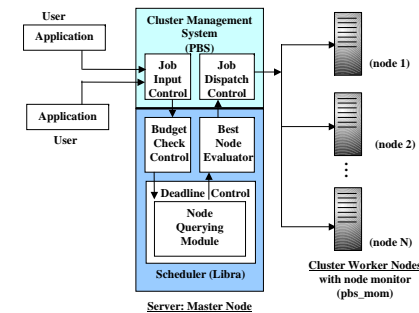 User
Application
Application
User
Cluster Management
System
(PBS)
Job
Input
Control
Job
Dispatch
Control
Budget
Check
Control
Best
Node
Evaluator
Deadline Control
Node
Querying
Module
Scheduler (Libra)
Server: Master Node
(node 1)
(node 2)
...
(node N)
Cluster Worker Nodes
with node monitor
(pbs_mom)